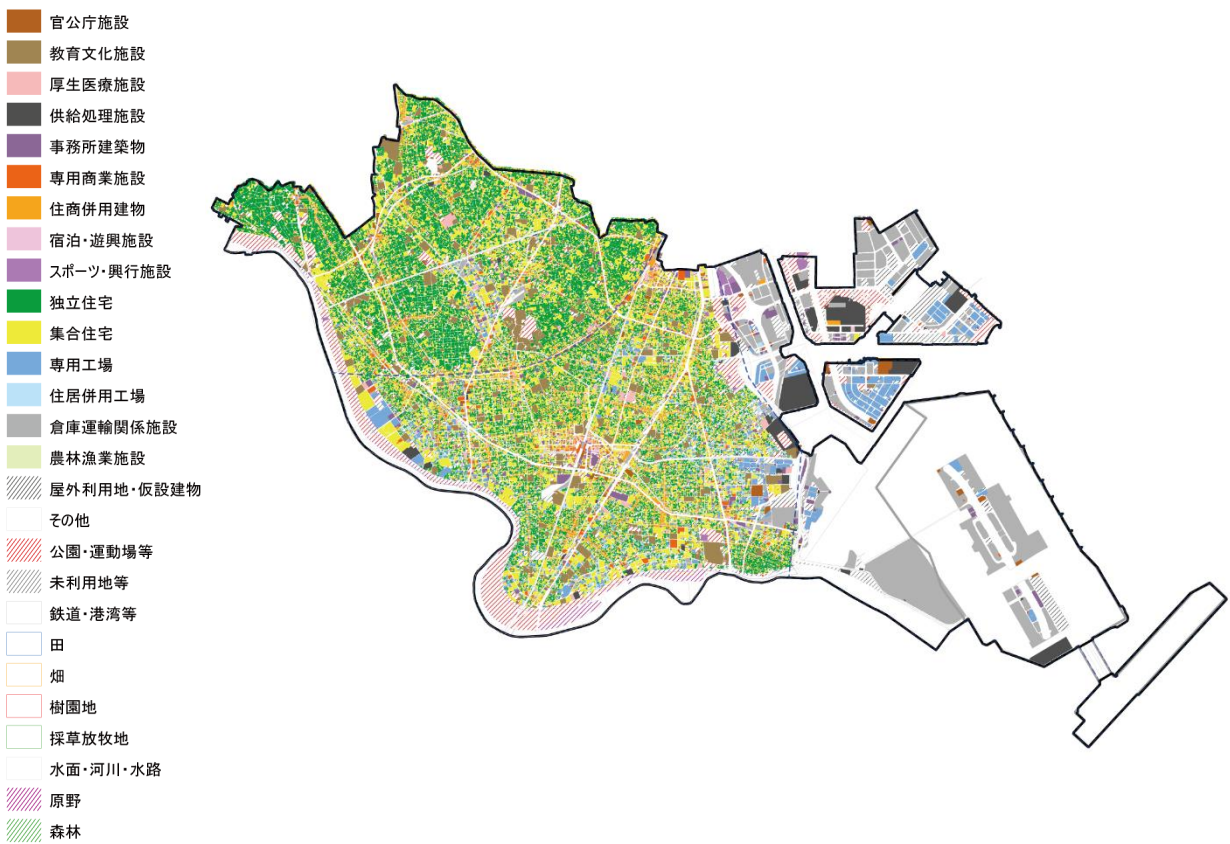 官公庁施設
教育文化施設
厚生医療施設
供給処理施設
事務所建築物
専用商業施設
住商併用建物
宿泊・遊興施設
スポーツ・興行施設
独立住宅
集合住宅
専用工場
住居併用工場
倉庫運輸関係施設
農林漁業施設
屋外利用地・仮設建物
その他
公園・運動場等
未利用地等
鉄道・港湾等
田
畑
樹園地
採草放牧地
水面・河川・水路
原野
森林